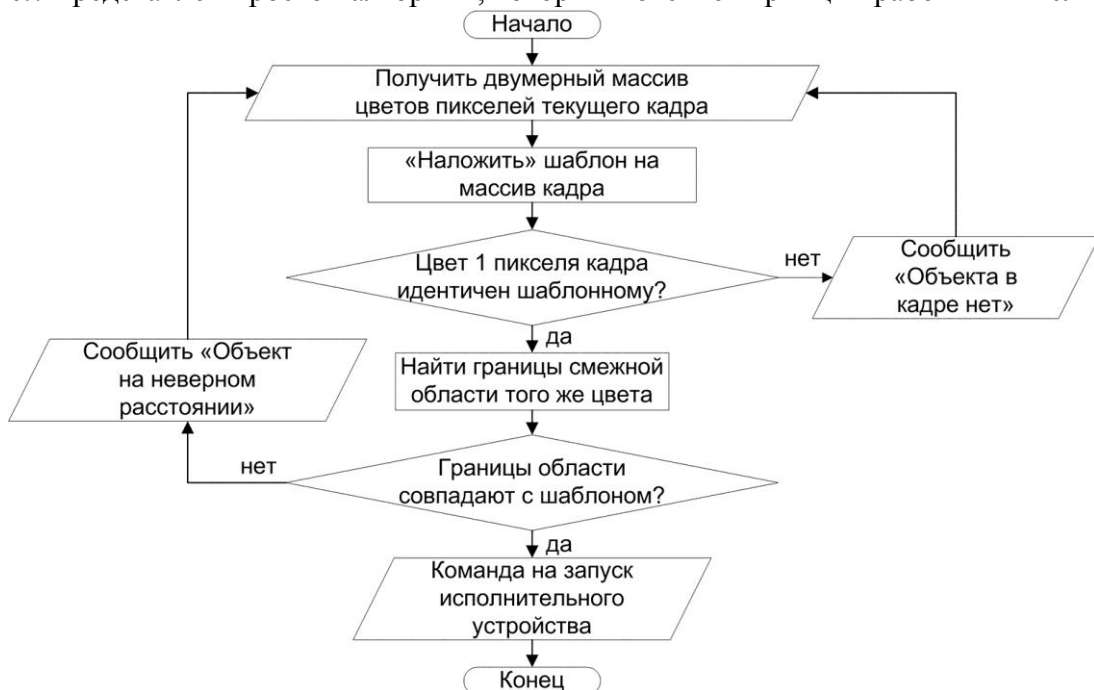 Начало
Получить двумерный массив
цветов пикселей текущего кадра
«Наложить» шаблон на
массив кадра
Цвет 1 пикселя кадра
идентичен шаблонному?
нет
Сообщить
«Объекта в
кадре нет»
да
Сообщить «Объект
на неверном
расстоянии»
Найти границы смежной
области того же цвета
нет
Границы области
совпадают с шаблоном?
да
Команда на запуск
исполнительного
устройства
Конец